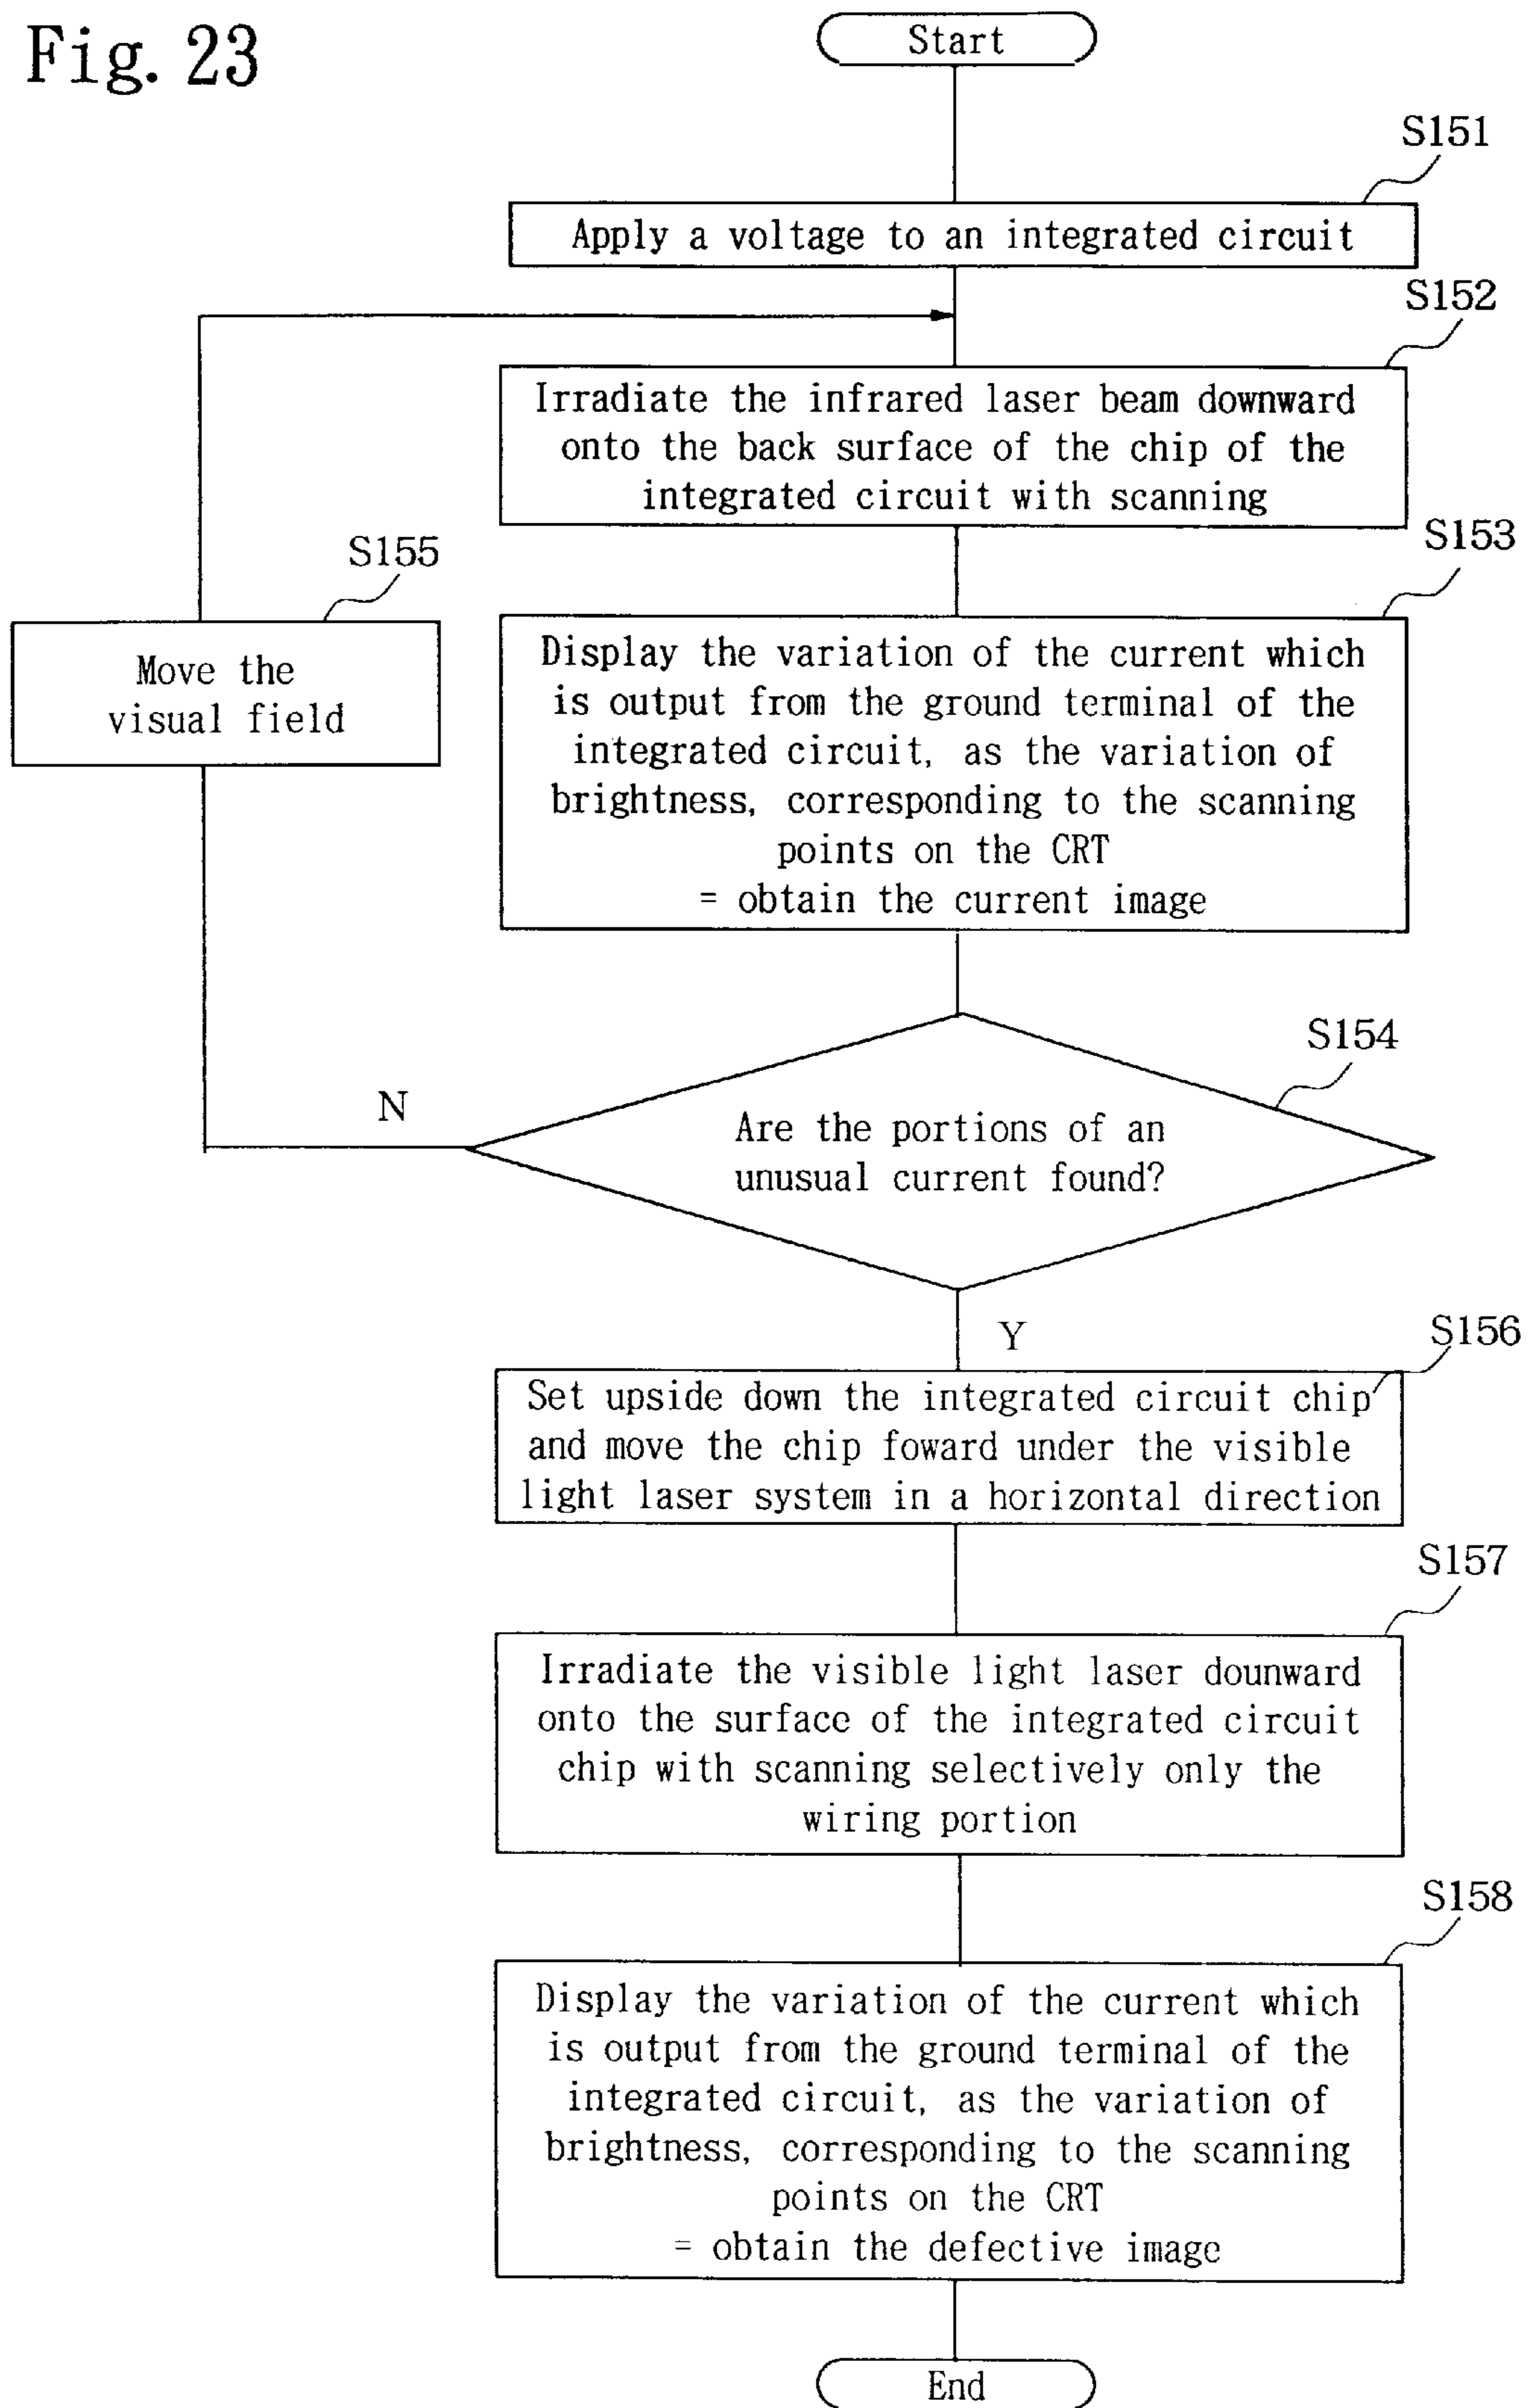 Fig. 23
Start
S151
Apply a voltage to an integrated circuit
S152
Irradiate the infrared laser beam downward
onto the back surface of the chip of the
integrated circuit with scanning
S153
Display the variation of the current which
is output from the ground terminal of the
integrated circuit, as the variation of
brightness, corresponding to the scanning
points on the CRT
= obtain the current image
S155
Move the
visual field
S154
Are the portions of an
unusual current found?
N
Y
S156
Set upside down the integrated circuit chip
and move the chip foward under the visible
light laser system in a horizontal direction
S157
Irradiate the visible light laser dounward
onto the surface of the integrated circuit
chip with scanning selectively only the
wiring portion
S158
Display the variation of the current which
is output from the ground terminal of the
integrated circuit, as the variation of
brightness, corresponding to the scanning
points on the CRT
= obtain the defective image
End